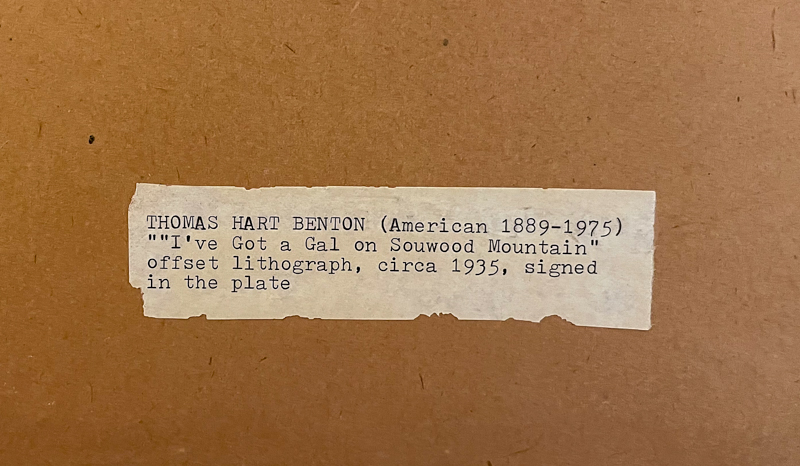 THOMAS HART BENTON (American 1889-1975)
""I've Got a Gal on Souwood Mountain"
offset lithograph, circa 1935, signed
in the plate